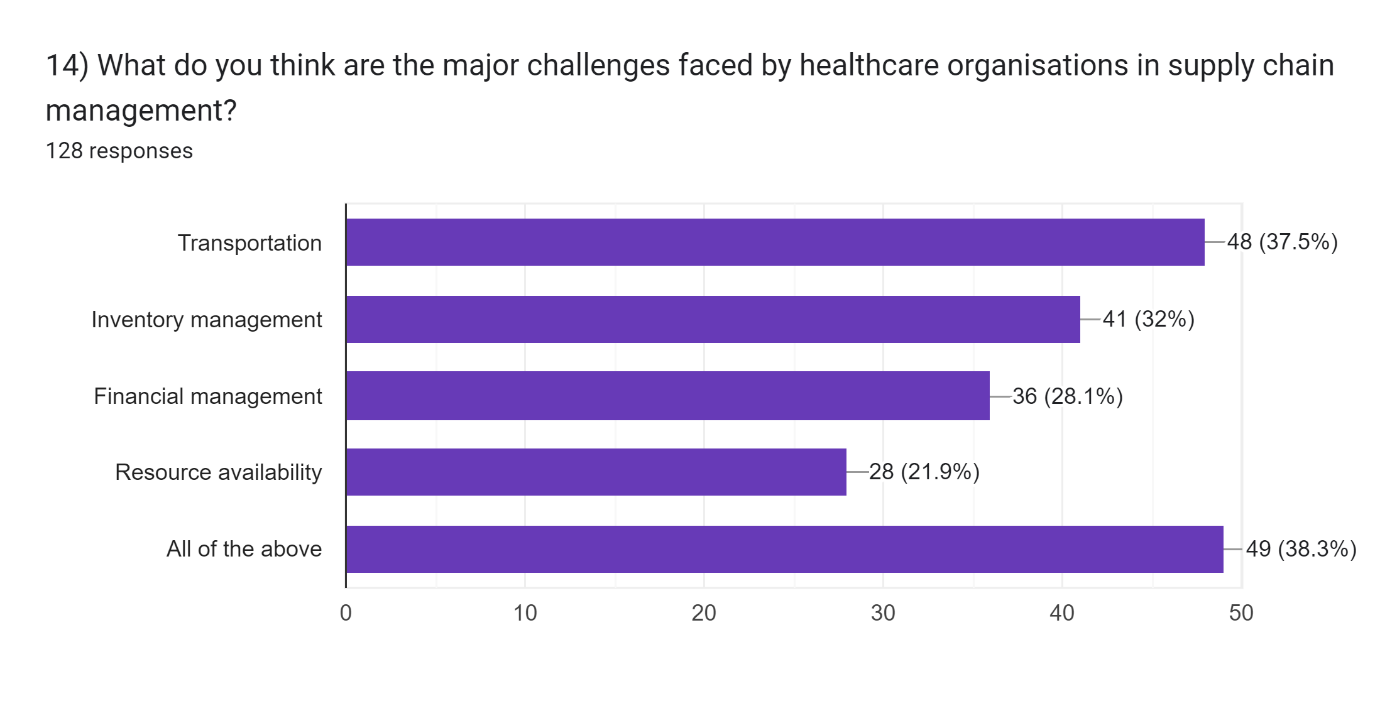 14) What do you think are the major challenges faced by healthcare organisations in supply chain
management?
128 responses
Transportation
48 (37.5%)
Inventory management
41 (32%)
Financial management
36 (28.1%)
Resource availability
28 (21.9%)
All of the above
49 (38.3%)
0 10 20 30 40 50